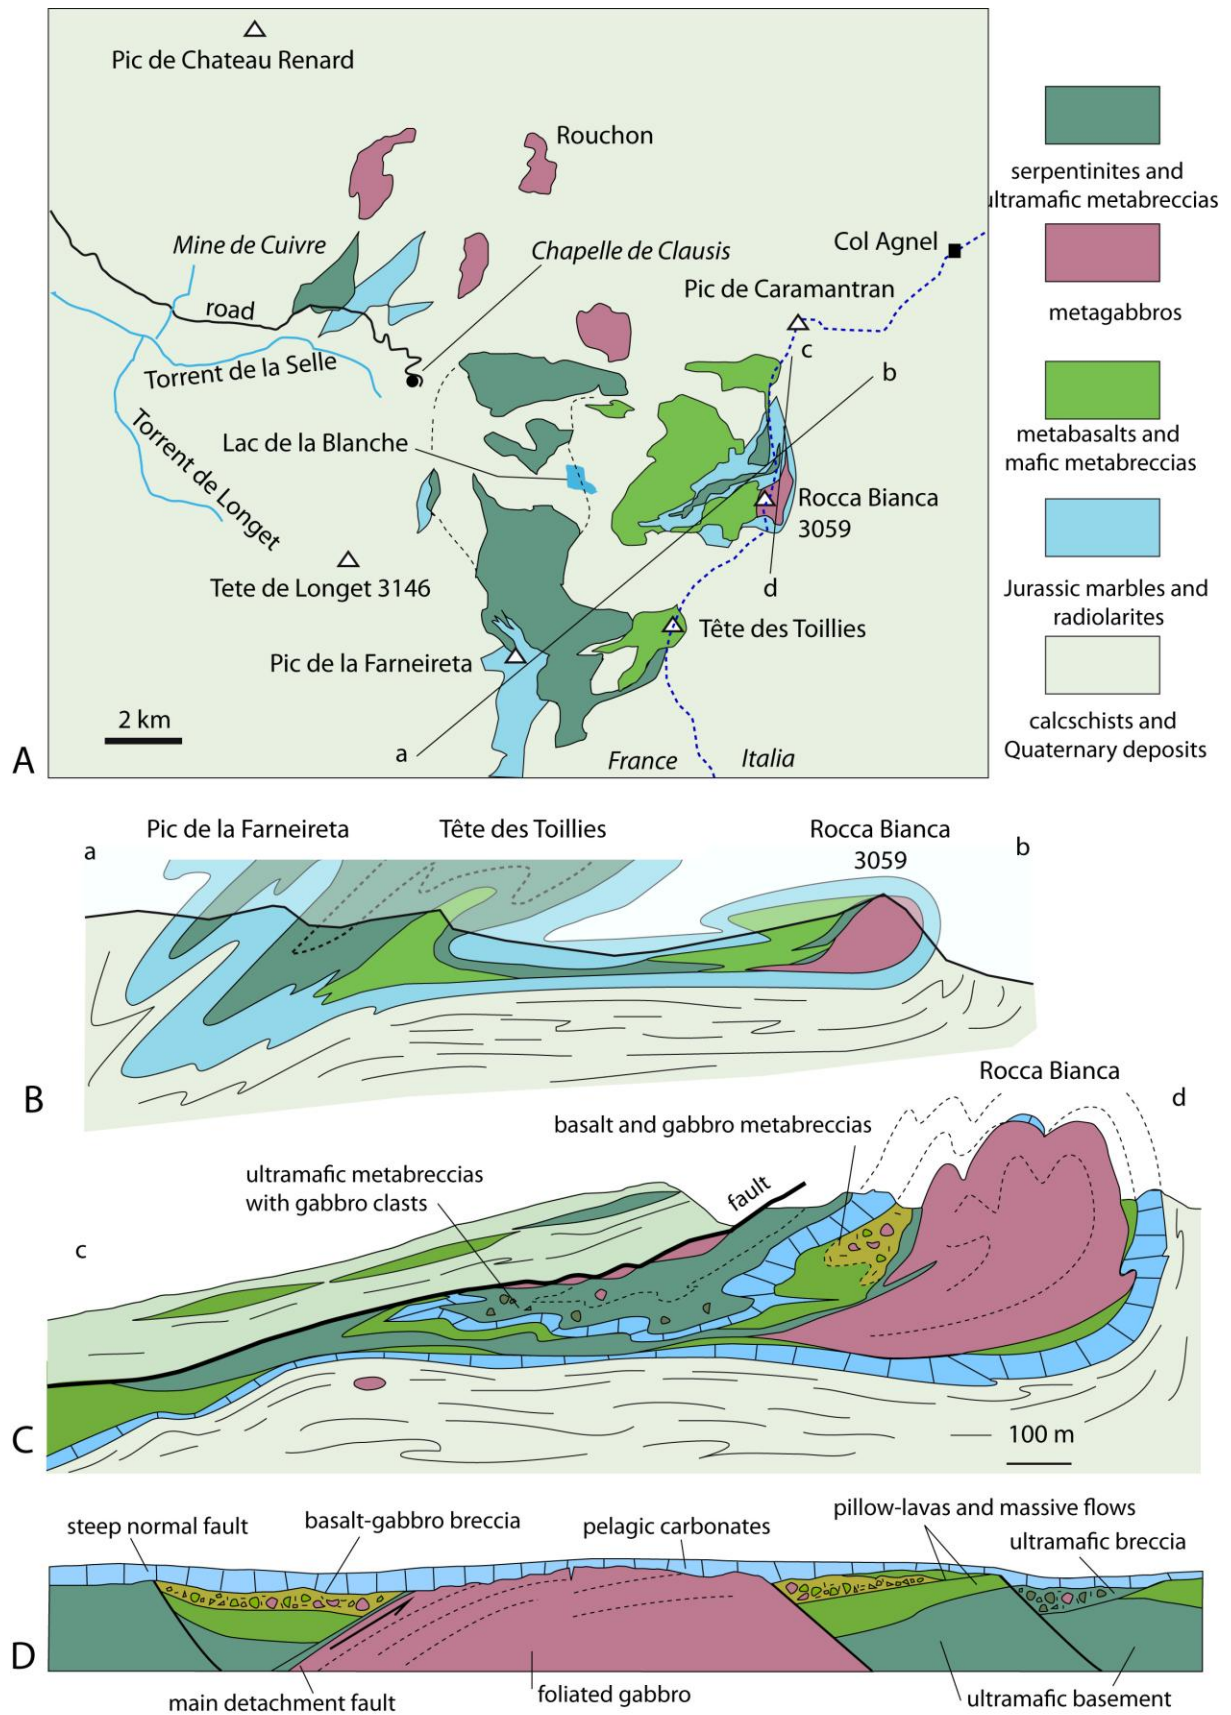 Pic de Chateau Renard
Rouchon
serpentinites and
ultramafic metabreccias
Mine de Cuivre
Chapelle de Clausis
Col Agnel
Pic de Caramantran
metagabbros
road
Torrent de la Selle
c
b
Lac de la Blanche
Torrent de Longet
metabasalts and
mafic metabreccias
Rocca Bianca
3059
Tete de Longet 3146
d
Jurassic marbles and
radiolarites
Tête des Toillies
Pic de la Farneireta
2 km
a
France
Italia
calcschists and
Quaternary deposits
A
Pic de la Farneireta
Tête des Toillies
Rocca Bianca
3059
a
b
B
Rocca Bianca
d
basalt and gabbro metabreccias
ultramafic metabreccias
with gabbro clasts
fault
c
C
100 m
pillow-lavas and massive flows
steep normal fault
basalt-gabbro breccia
pelagic carbonates
ultramafic breccia
D
main detachment fault
foliated gabbro
ultramafic basement